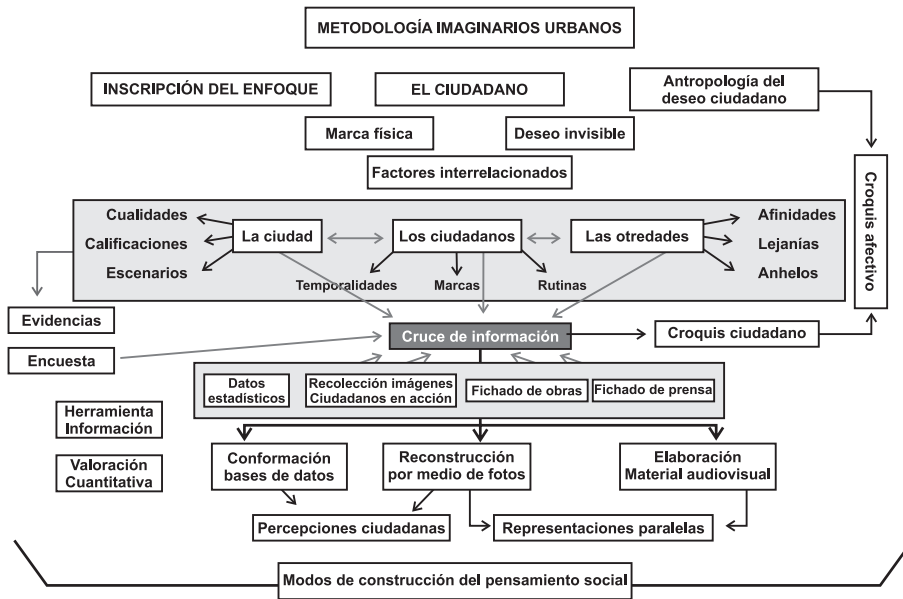 METODOLOGÍA IMAGINARIOS URBANOS
INSCRIPCIÓN DEL ENFOQUE
EL CIUDADANO
Antropología del
deseo ciudadano
Marca física
Deseo invisible
Factores interrelacionados
Croquis afectivo
Cualidades
Calificaciones
Escenarios
La ciudad
Los ciudadanos
Las otredades
Afinidades
Lejanías
Anhelos
Temporalidades
Marcas
Rutinas
Evidencias
Encuesta
Cruce de información
Croquis ciudadano
Datos
estadísticos
Recolección imágenes
Ciudadanos en acción
Fichado de obras
Fichado de prensa
Herramienta
Información
Valoración
Cuantitativa
Conformación
bases de datos
Reconstrucción
por medio de fotos
Elaboración
Material audiovisual
Percepciones ciudadanas
Representaciones paralelas
Modos de construcción del pensamiento social